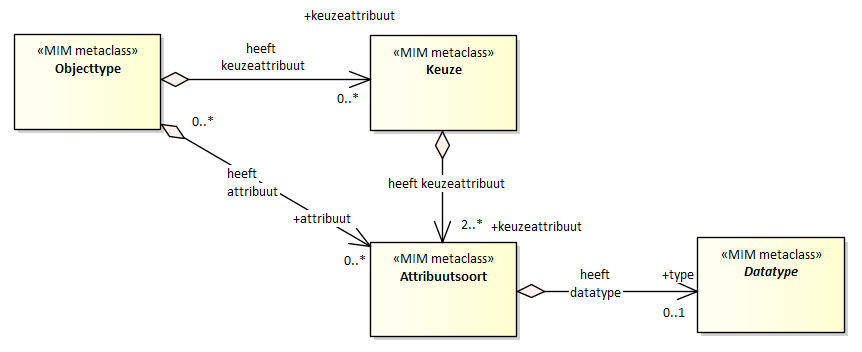 +keuzeattribuut
«MIM metaclass»
Objecttype
heeft
keuzeattribuut
0..*
«MIM metaclass»
Keuze
0..*
heeft
attribuut
+attribuut
0..*
heeft keuzeattribuut
2..*
+keuzeattribuut
«MIM metaclass»
Attribuutsoort
heeft
datatype
+type
0..1
«MIM metaclass»
Datatype